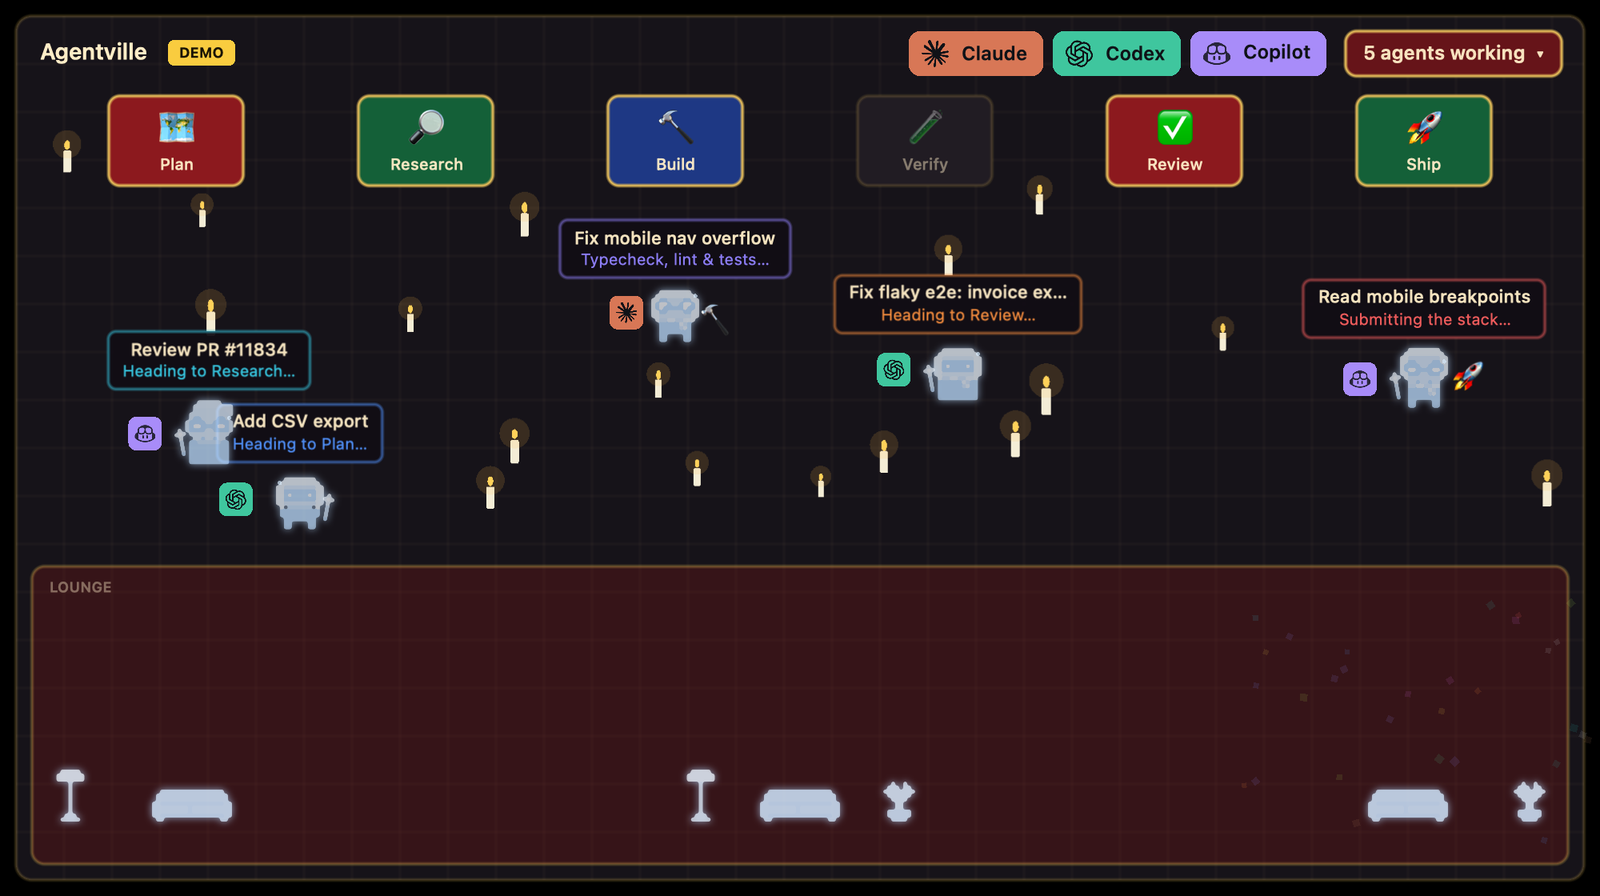 Agentville
DEMO
Claude
Codex
Copilot
5 agents working
Plan
Research
Build
Verify
Review
Ship
Fix mobile nav overflow
Typecheck, lint & tests...
Fix flaky e2e: invoice ex...
Heading to Review...
Read mobile breakpoints
Submitting the stack...
Review PR #11834
Heading to Research...
Add CSV export
Heading to Plan...
LOUNGE